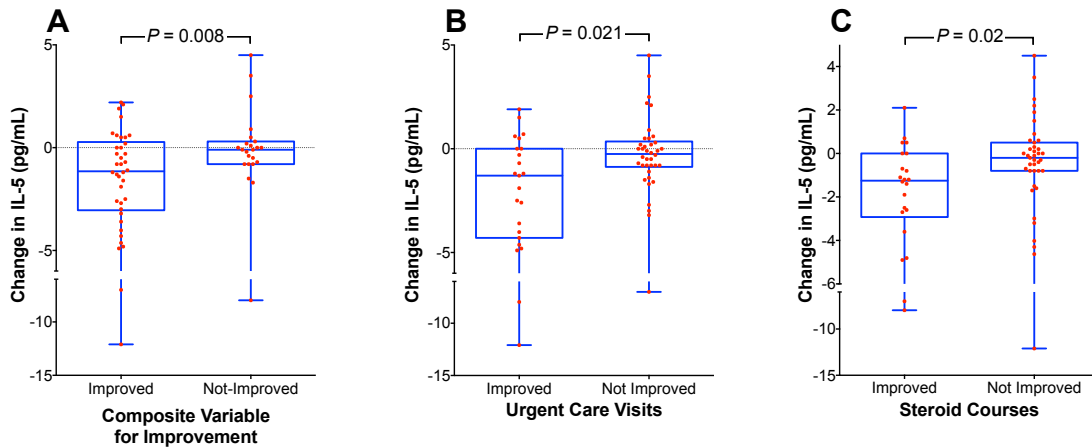 A
P = 0.008
Change in IL-5 (pg/mL)
5
0
-5
-10
-15
Improved
Not-Improved
Composite Variable
for Improvement
B
P = 0.021
Change in IL-5 (pg/mL)
5
0
-5
-10
-15
Improved
Not Improved
Urgent Care Visits
C
P = 0.02
Change in IL-5 (pg/mL)
4
2
0
-2
-4
-6
-10
-15
Improved
Not Improved
Steroid Courses